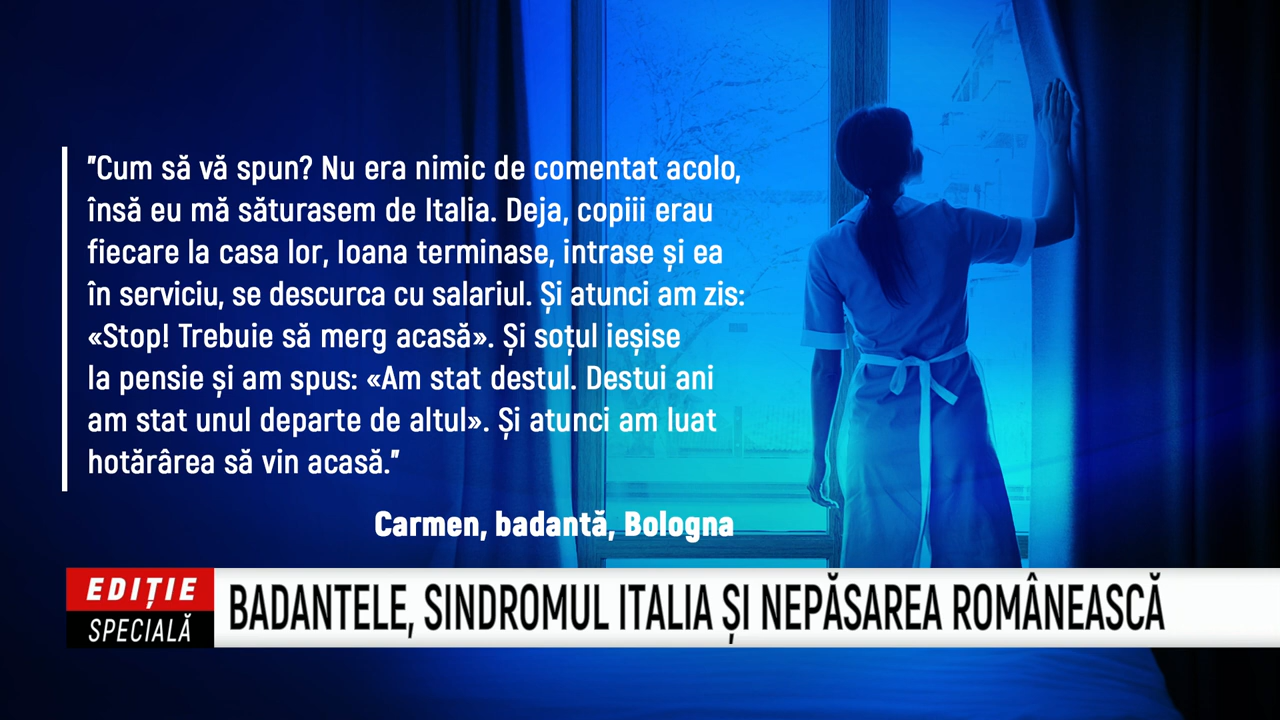 "Cum să vă spun? Nu era nimic de comentat acolo,
însă eu mă săturasem de Italia. Deja, copiii erau
fiecare la casa lor, Ioana terminase, intrase și ea
în serviciu, se descurca cu salariul. Și atunci am zis:
«Stop! Trebuie să merg acasă». Și soțul ieșise
la pensie și am spus: «Am stat destul. Destui ani
am stat unul departe de altul». Și atunci am luat
hotărârea să vin acasă."
Carmen, badantă, Bologna
EDIȚIE
SPECIALĂ
BADANTELE, SINDROMUL ITALIA ȘI NEPĂSAREA ROMÂNEASCĂ